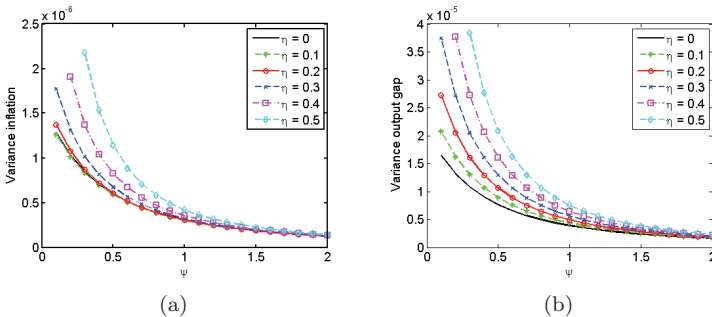 x 10⁻⁶
2.5
2
1.5
1
0.5
0
Variance inflation
η = 0
η = 0.1
η = 0.2
η = 0.3
η = 0.4
η = 0.5
0 0.5 1 1.5 2
ψ
(a)
x 10⁻⁵
4
3.5
3
2.5
2
1.5
1
0.5
0
Variance output gap
η = 0
η = 0.1
η = 0.2
η = 0.3
η = 0.4
η = 0.5
0 0.5 1 1.5 2
ψ
(b)